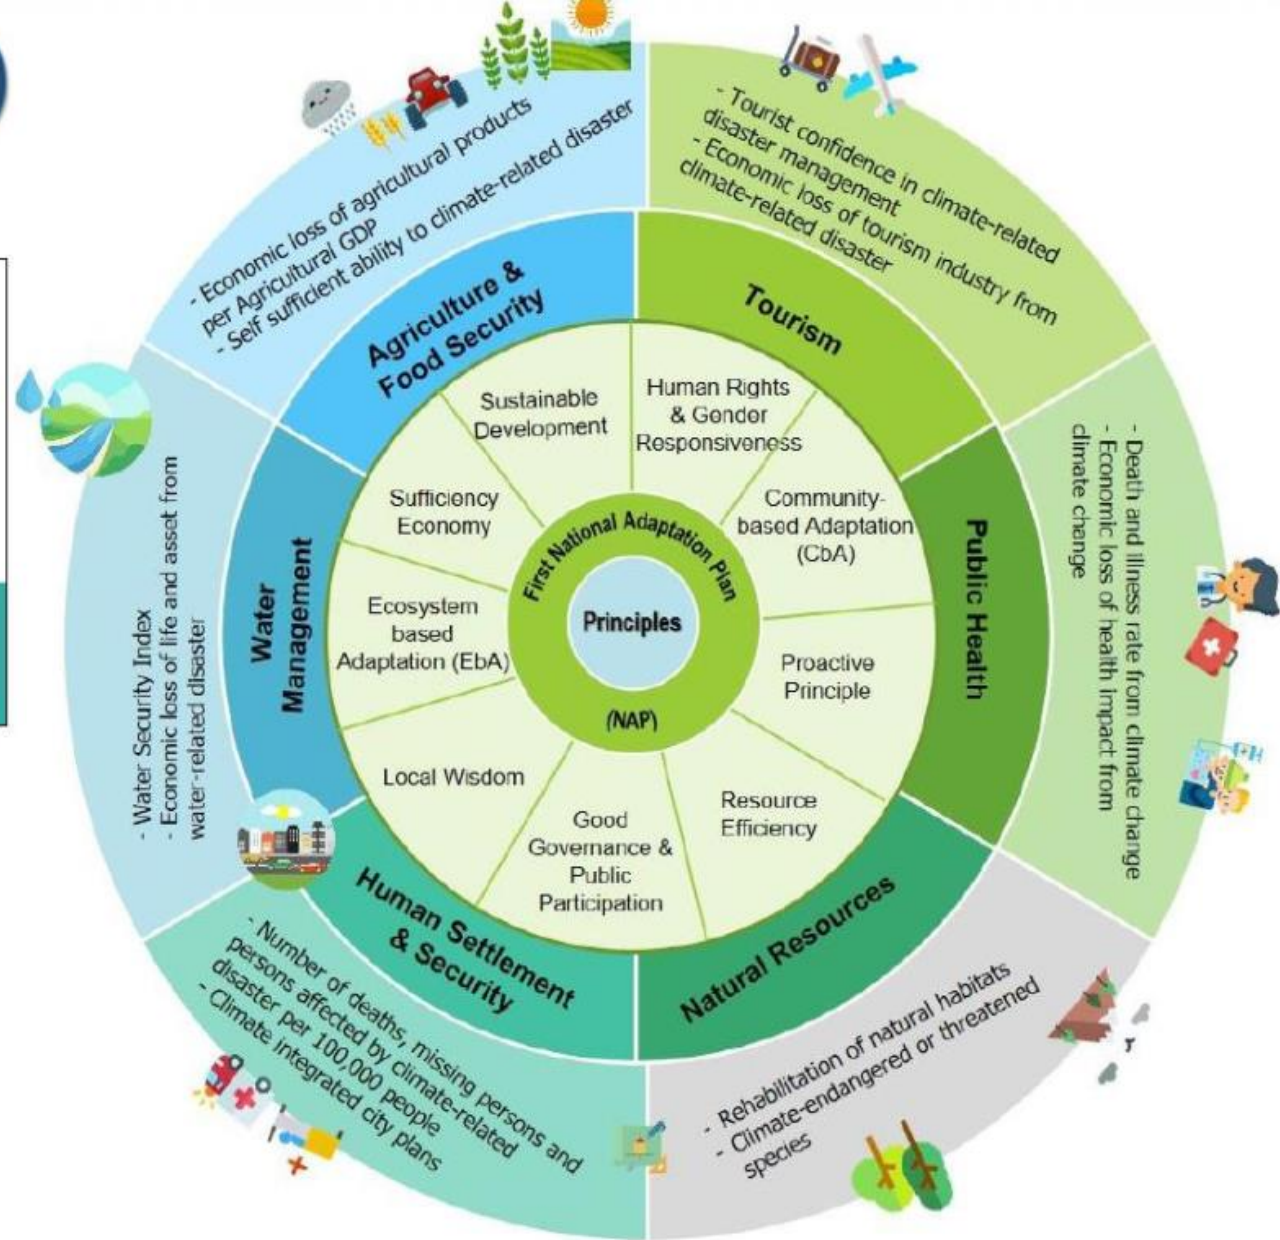 - Economic loss of agricultural products
per Agricultural GDP
- Self sufficient ability to climate-related disaster
- Tourist confidence in climate-related
disaster management
- Economic loss of tourism industry from
climate-related disaster
Agriculture &
Food Security
Tourism
- Death and illness rate from climate change
- Economic loss of health impact from
climate change
Public Health
- Water Security Index
- Economic loss of life and asset from
water-related disaster
Water
Management
Sustainable
Development
Human Rights
& Gender
Responsiveness
Sufficiency
Economy
Community-
based Adaptation
(CbA)
First National Adaptation Plan
Principles
(NAP)
Ecosystem
based
Adaptation (EbA)
Proactive
Principle
Local Wisdom
Resource
Efficiency
Good
Governance &
Public
Participation
Human Settlement
& Security
Natural Resources
- Number of deaths, missing persons and
persons affected by climate-related
disaster per 100,000 people
- Climate integrated city plans
- Rehabilitation of natural habitats
- Climate-endangered or threatened
species